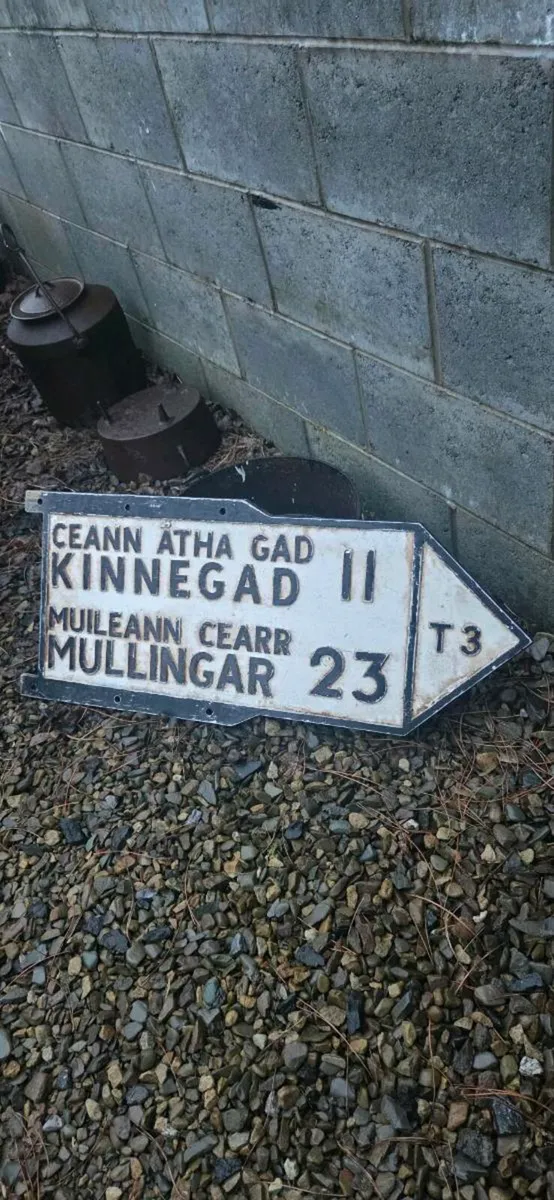 CEANN ÁTHA GAD
KINNEGAD 11
MUILEANN CEARR
MULLINGAR 23
T3